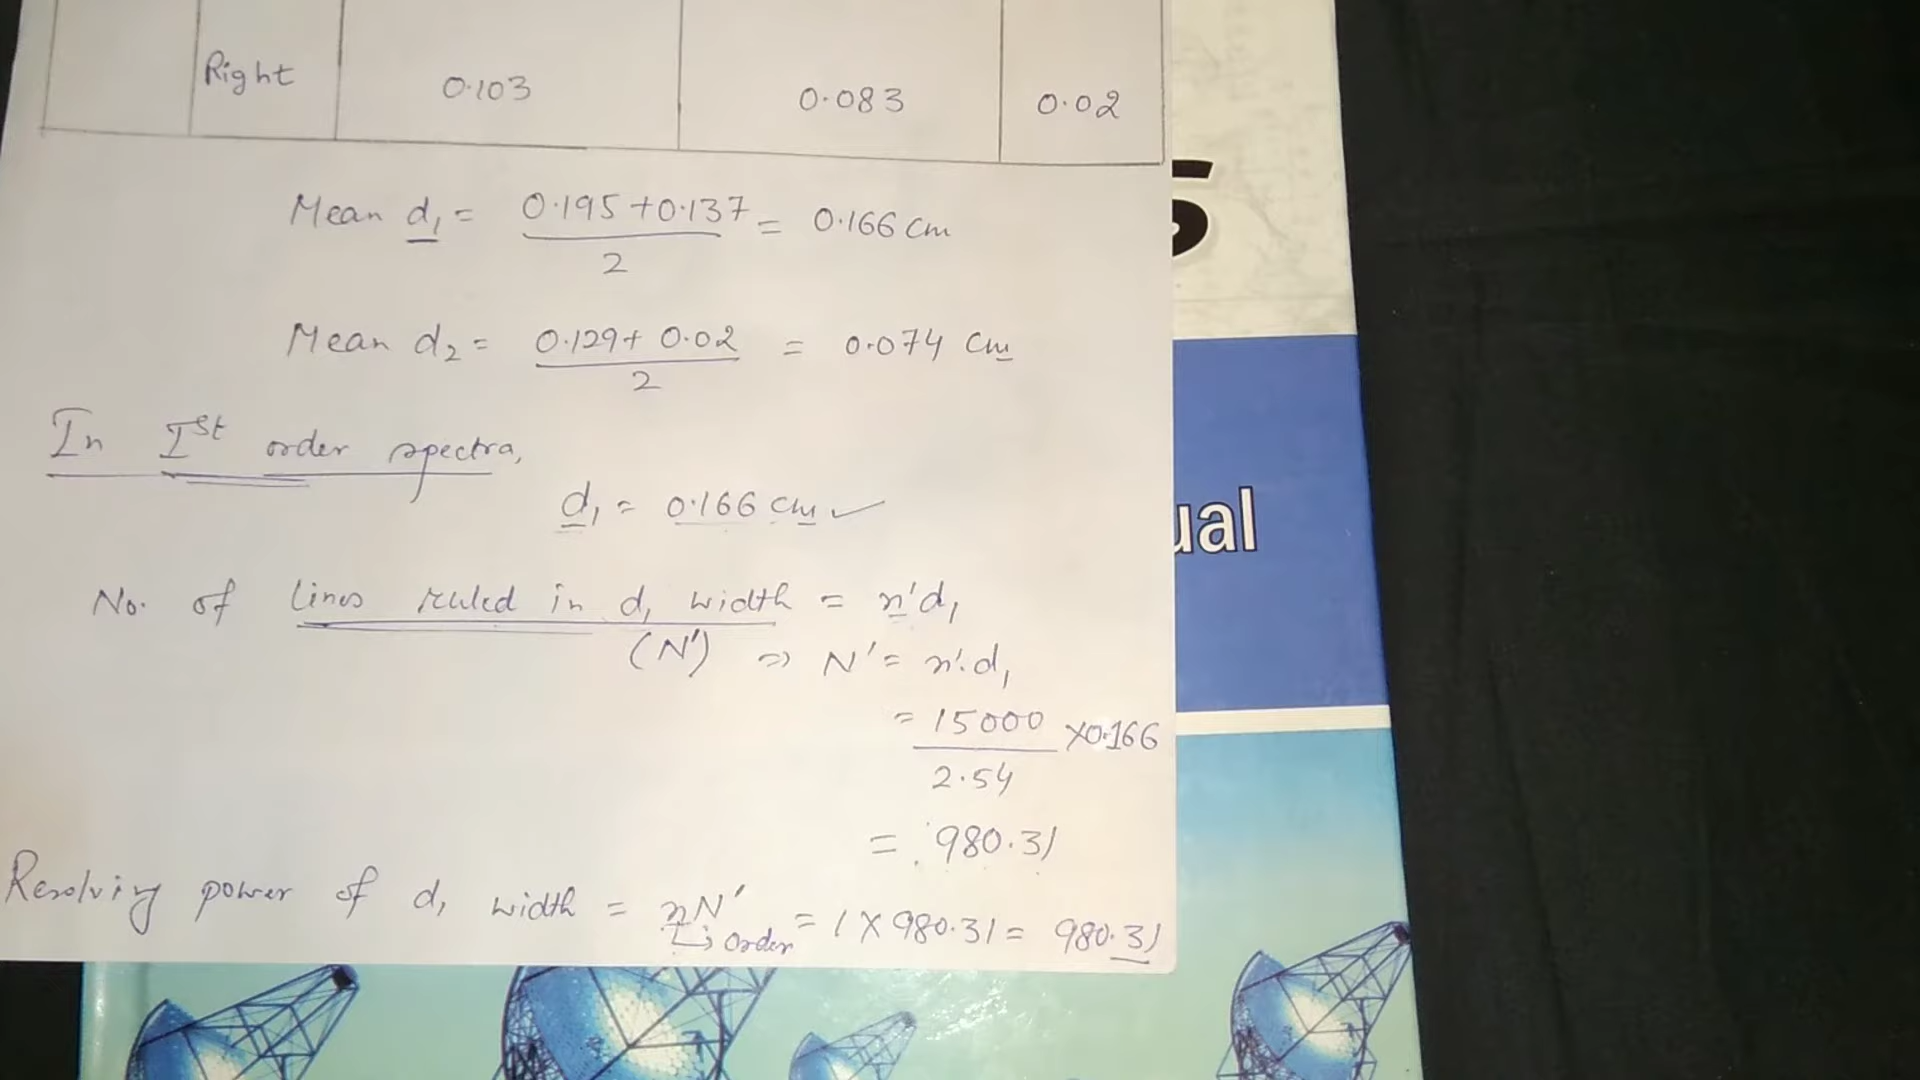 Right 0.103 0.083 0.02
Mean d₁ = 0.195 + 0.137 / 2 = 0.166 cm
Mean d₂ = 0.129 + 0.02 / 2 = 0.074 cm
In Ist order spectra,
d₁ = 0.166 cm ✓
No. of lines ruled in d₁ width = n'd₁
(N') ⇒ N' = n'.d₁
= 15000 / 2.54 × 0.166
= 980.31
Resolving power of d₁ width = nN' = 1 × 980.31 = 980.31
↳ order
5
ual